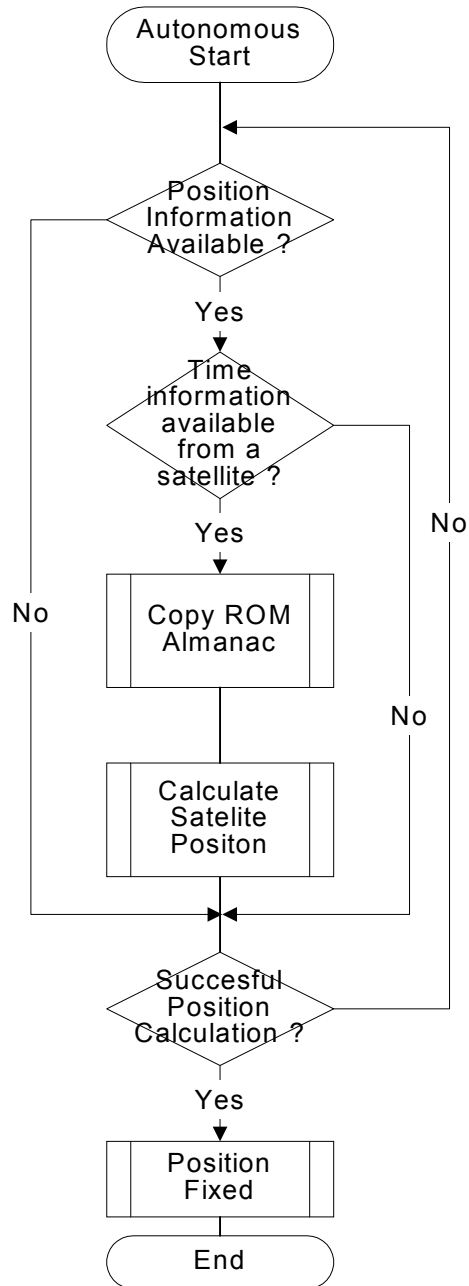 Autonomous
Start
Position
Information
Available ?
Yes
Time
information
available
from a
satellite ?
Yes
No
No
Copy ROM
Almanac
No
Calculate
Satelite
Positon
Succesful
Position
Calculation ?
Yes
Position
Fixed
End